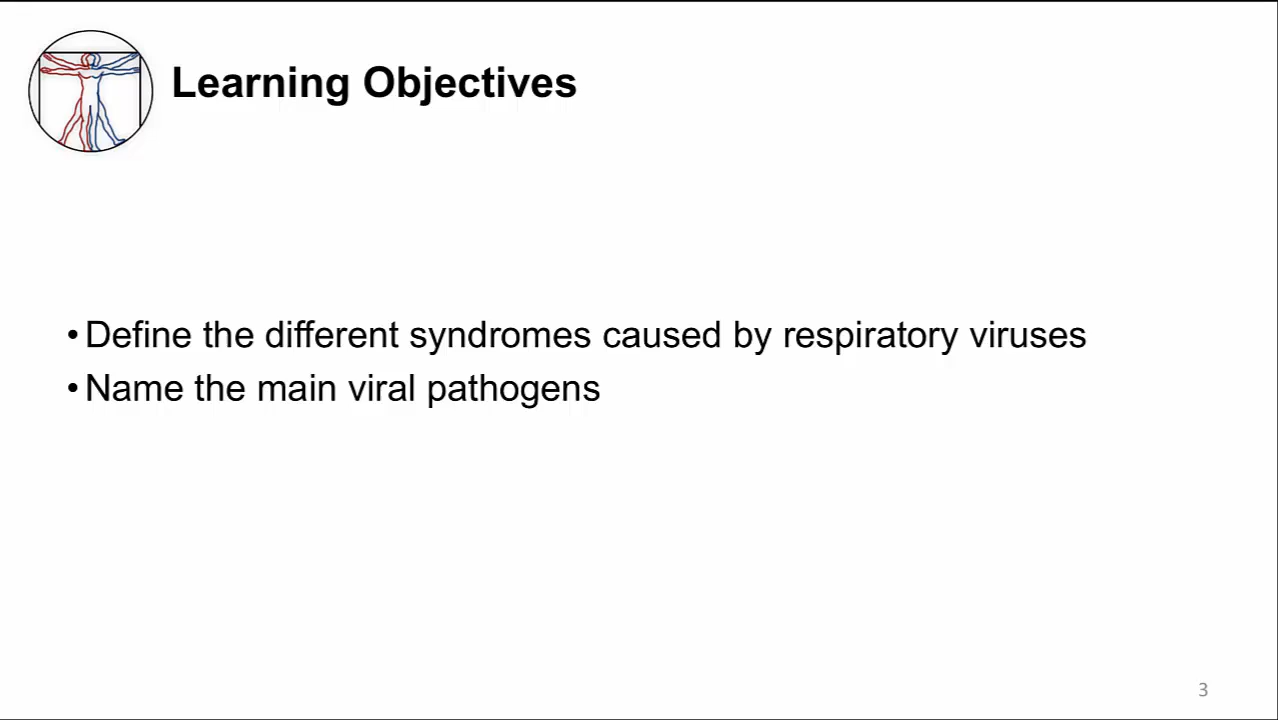 Learning Objectives
• Define the different syndromes caused by respiratory viruses
• Name the main viral pathogens
3